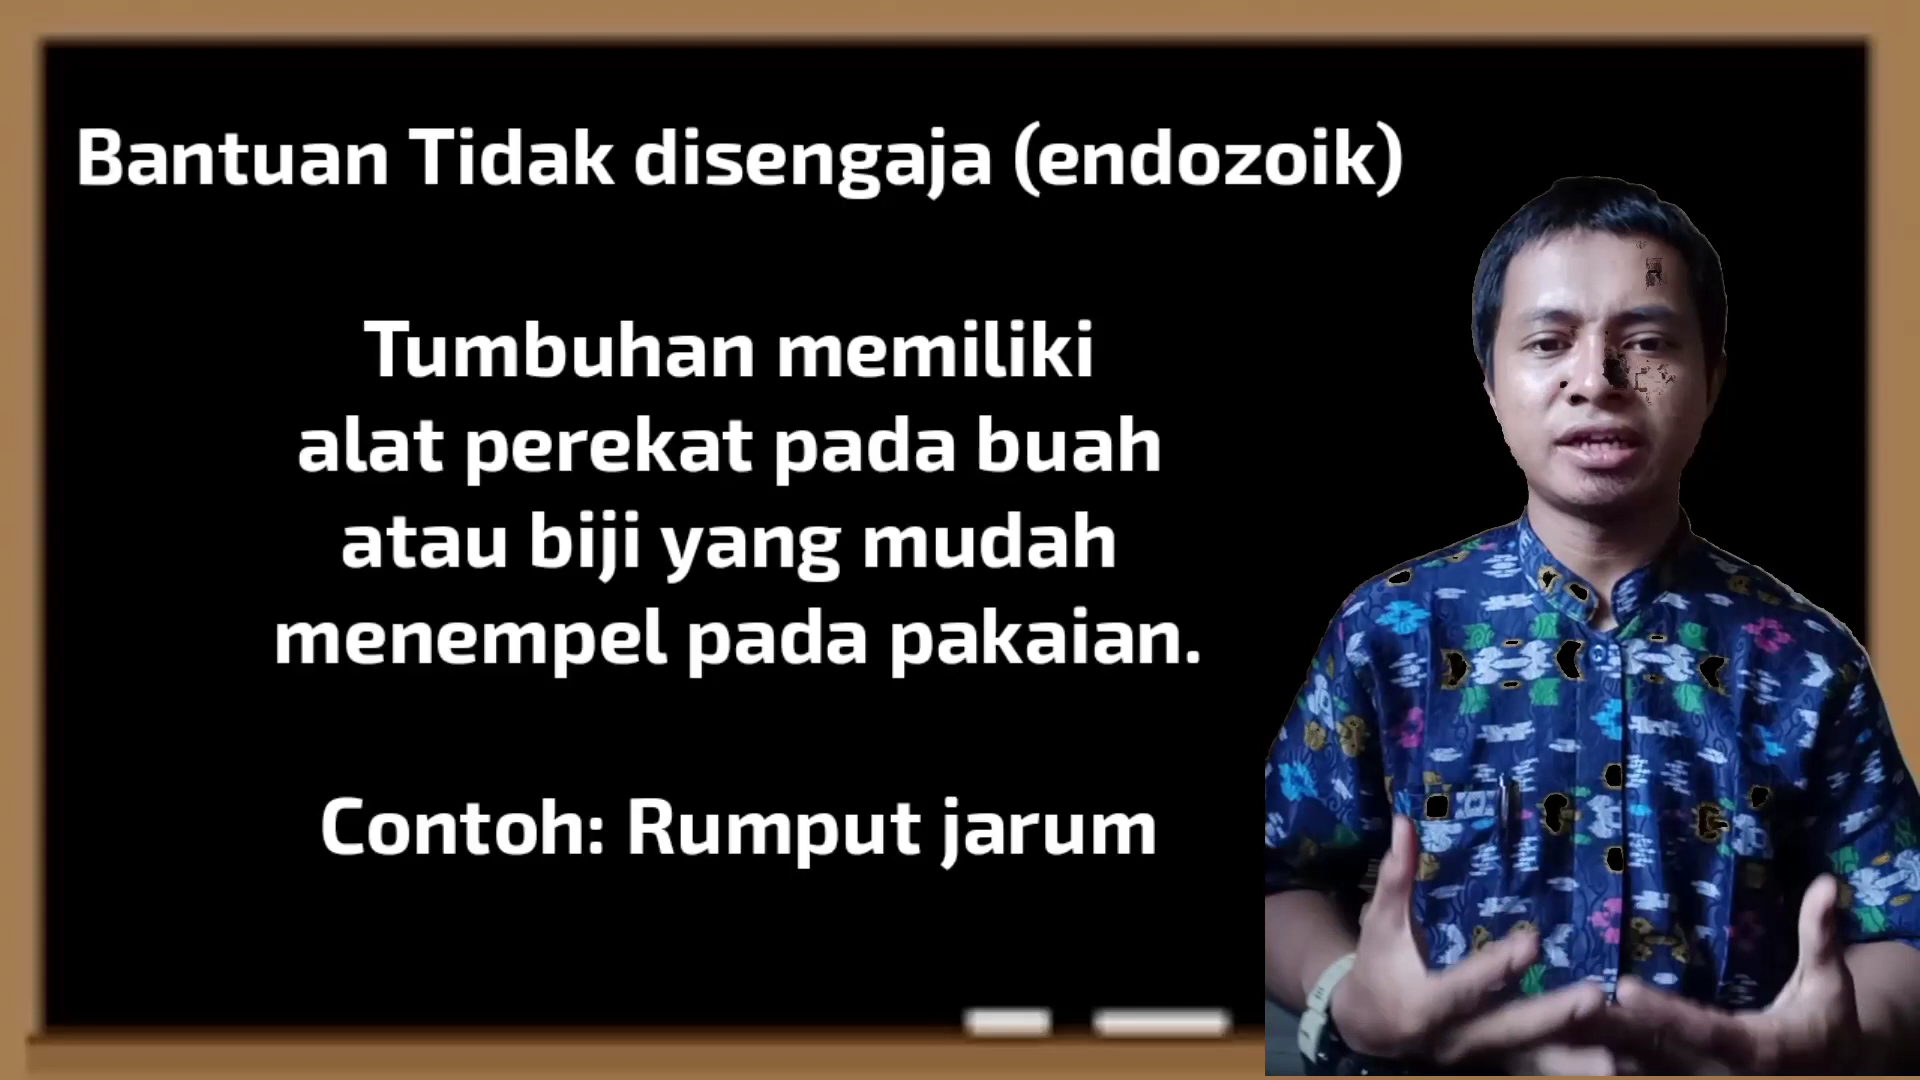 Bantuan Tidak disengaja (endozoik)
Tumbuhan memiliki
alat perekat pada buah
atau biji yang mudah
menempel pada pakaian.
Contoh: Rumput jarum